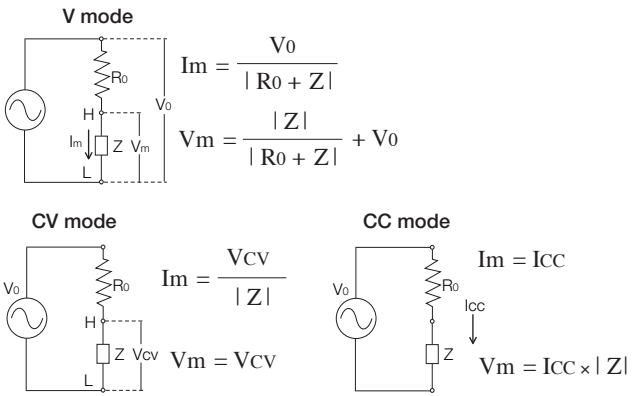 V mode
R0
V0
H
Im
Z
Vm
L
Im = V0 / | R0 + Z |
Vm = | Z | / | R0 + Z | + V0
CV mode
V0
R0
H
Z
VCV
L
Im = VCV / | Z |
Vm = VCV
CC mode
V0
R0
ICC
Z
Im = ICC
Vm = ICC × | Z |